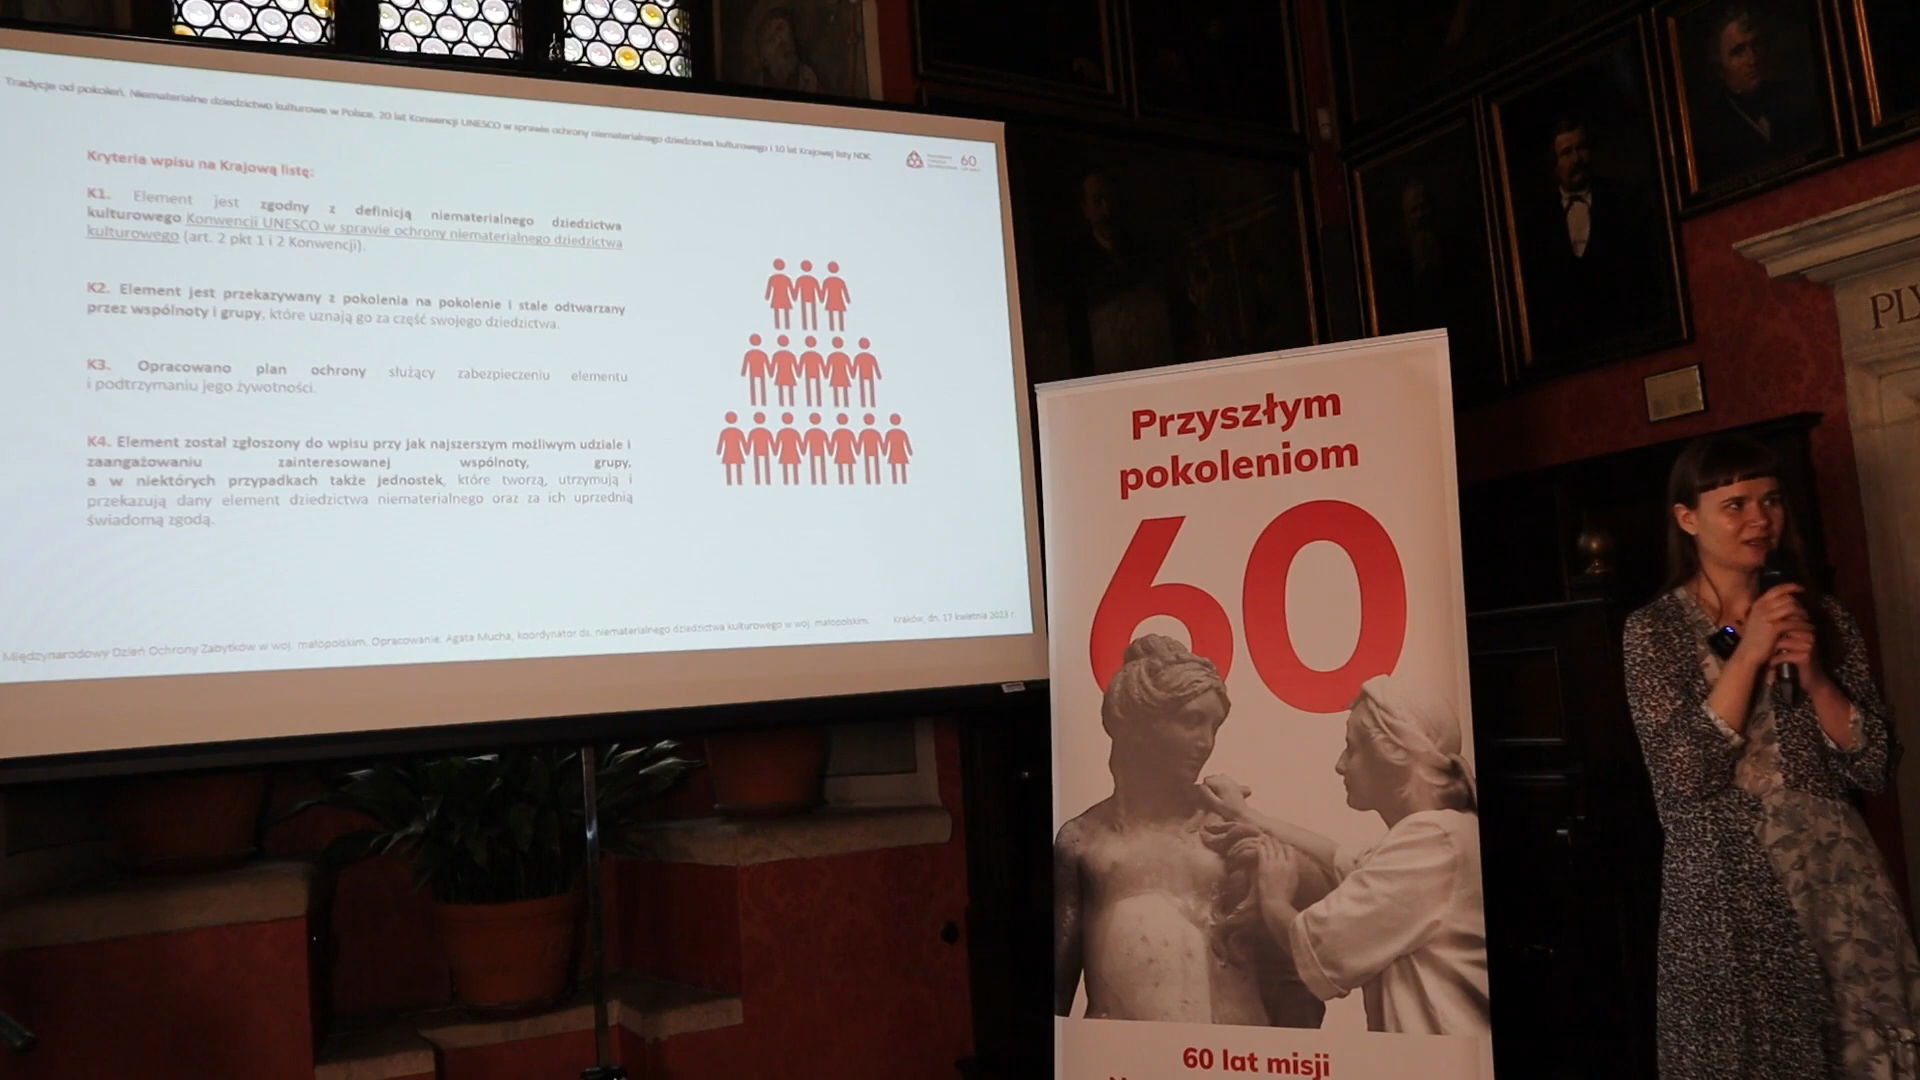 Tradycje od pokoleń. Niematerialne dziedzictwo kulturowe w Polsce. 20 lat Konwencji UNESCO w sprawie ochrony niematerialnego dziedzictwa kulturowego i 10 lat Krajowej listy NDK.
60
Kryteria wpisu na Krajową listę:
K1. Element jest zgodny z definicją niematerialnego dziedzictwa
kulturowego Konwencji UNESCO w sprawie ochrony niematerialnego dziedzictwa
kulturowego (art. 2 pkt 1 i 2 Konwencji).
K2. Element jest przekazywany z pokolenia na pokolenie i stale odtwarzany
przez wspólnoty i grupy, które uznają go za część swojego dziedzictwa.
K3. Opracowano plan ochrony służący zabezpieczeniu elementu
i podtrzymaniu jego żywotności.
K4. Element został zgłoszony do wpisu przy jak najszerszym możliwym udziale i
zaangażowaniu zainteresowanej wspólnoty, grupy,
a w niektórych przypadkach także jednostek, które tworzą, utrzymują i
przekazują dany element dziedzictwa niematerialnego oraz za ich uprzednią
świadomą zgodą.
Międzynarodowy Dzień Ochrony Zabytków w woj. małopolskim. Opracowanie: Agata Mucha, koordynator ds. niematerialnego dziedzictwa kulturowego w woj. małopolskim. Kraków, dn. 17 kwietnia 2023 r.
Przyszłym
pokoleniom
60
60 lat misji
PLV